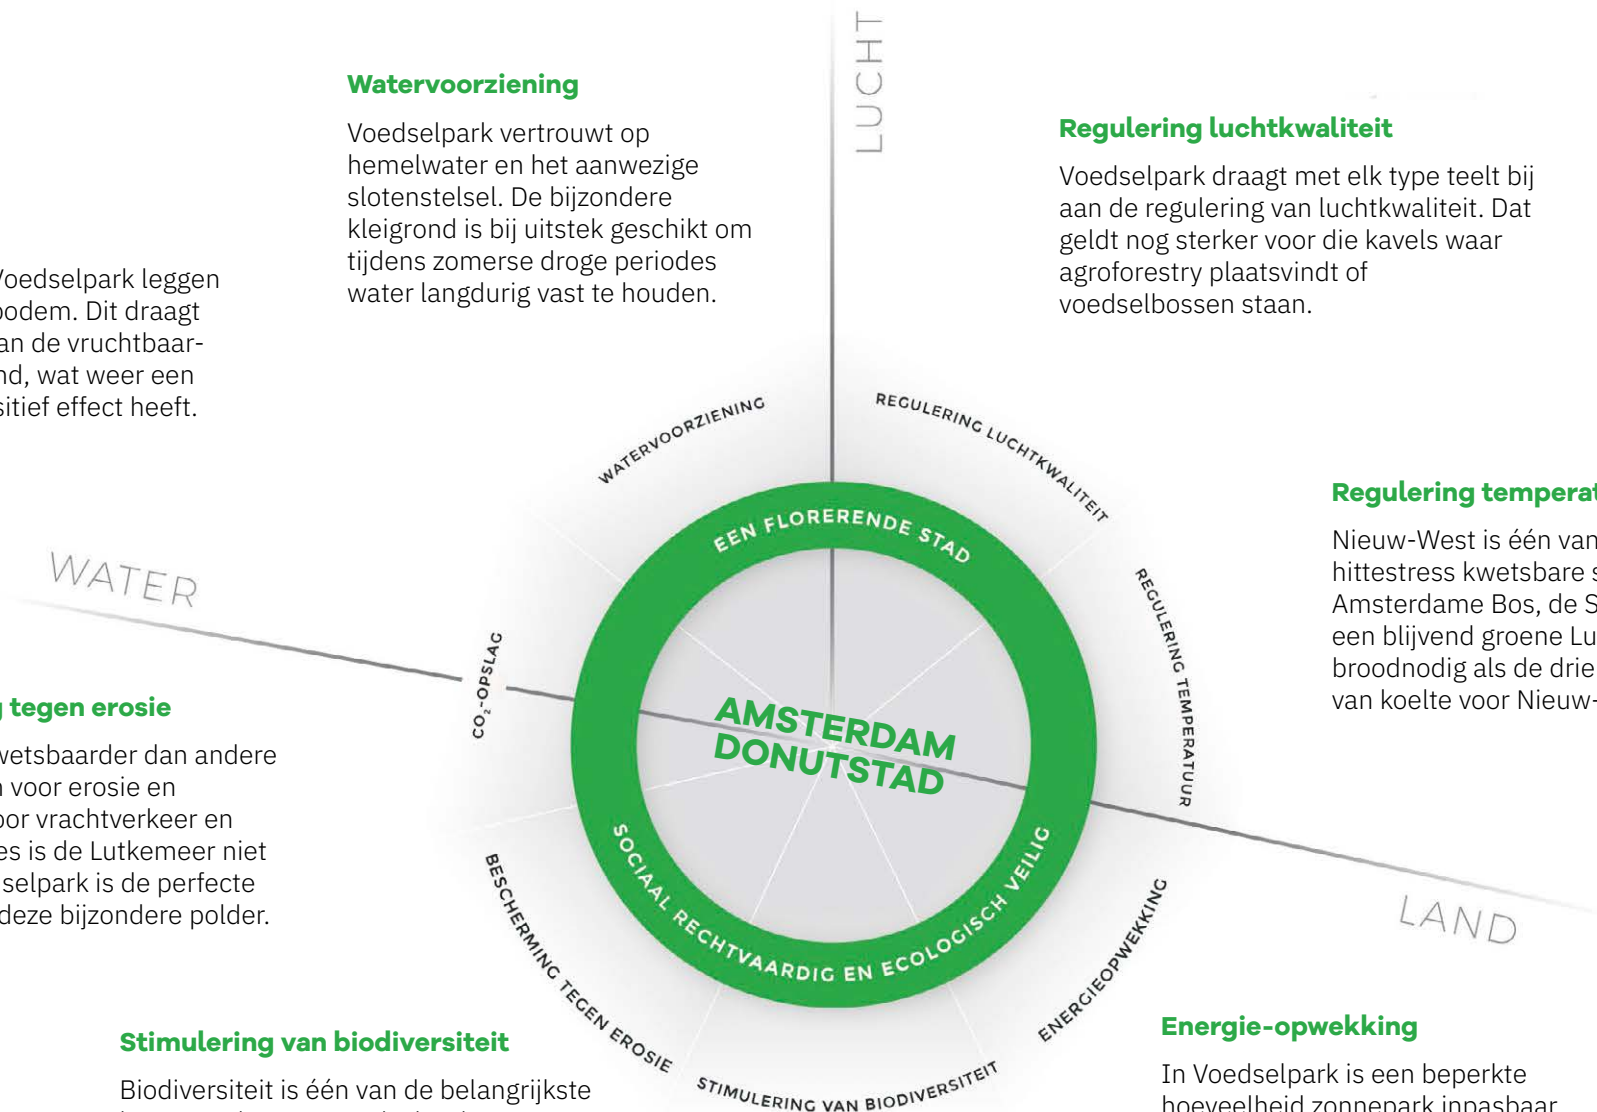 LUCHT
Watervoorziening
Voedselpark vertrouwt op
hemelwater en het aanwezige
slotenstelsel. De bijzondere
kleigrond is bij uitstek geschikt om
tijdens zomerse droge periodes
water langdurig vast te houden.
Regulering luchtkwaliteit
Voedselpark draagt met elk type teelt bij
aan de regulering van luchtkwaliteit. Dat
geldt nog sterker voor die kavels waar
agroforestry plaatsvindt of
voedselbossen staan.
Voedselpark leggen
bodem. Dit draagt
an de vruchtbaar-
nd, wat weer een
sitief effect heeft.
WATERVOORZIENING
REGULERING LUCHTKWALITEIT
Regulering temperat
Nieuw-West is één van
hittestress kwetsbare s
Amsterdame Bos, de S
een blijvend groene Lu
broodnodig als de drie
van koelte voor Nieuw-
REGULERING TEMPERATUUR
EEN FLORERENDE STAD
WATER
CO₂-OPSLAG
AMSTERDAM
DONUTSTAD
SOCIAAL RECHTVAARDIG EN ECOLOGISCH VEILIG
g tegen erosie
wetsbaarder dan andere
n voor erosie en
oor vrachtverkeer en
es is de Lutkemeer niet
selpark is de perfecte
deze bijzondere polder.
BESCHERMING TEGEN EROSIE
STIMULERING VAN BIODIVERSITEIT
ENERGIEOPWEKKING
LAND
Stimulering van biodiversiteit
Biodiversiteit is één van de belangrijkste
Energie-opwekking
In Voedselpark is een beperkte
hoeveelheid zonnepark inpasbaar